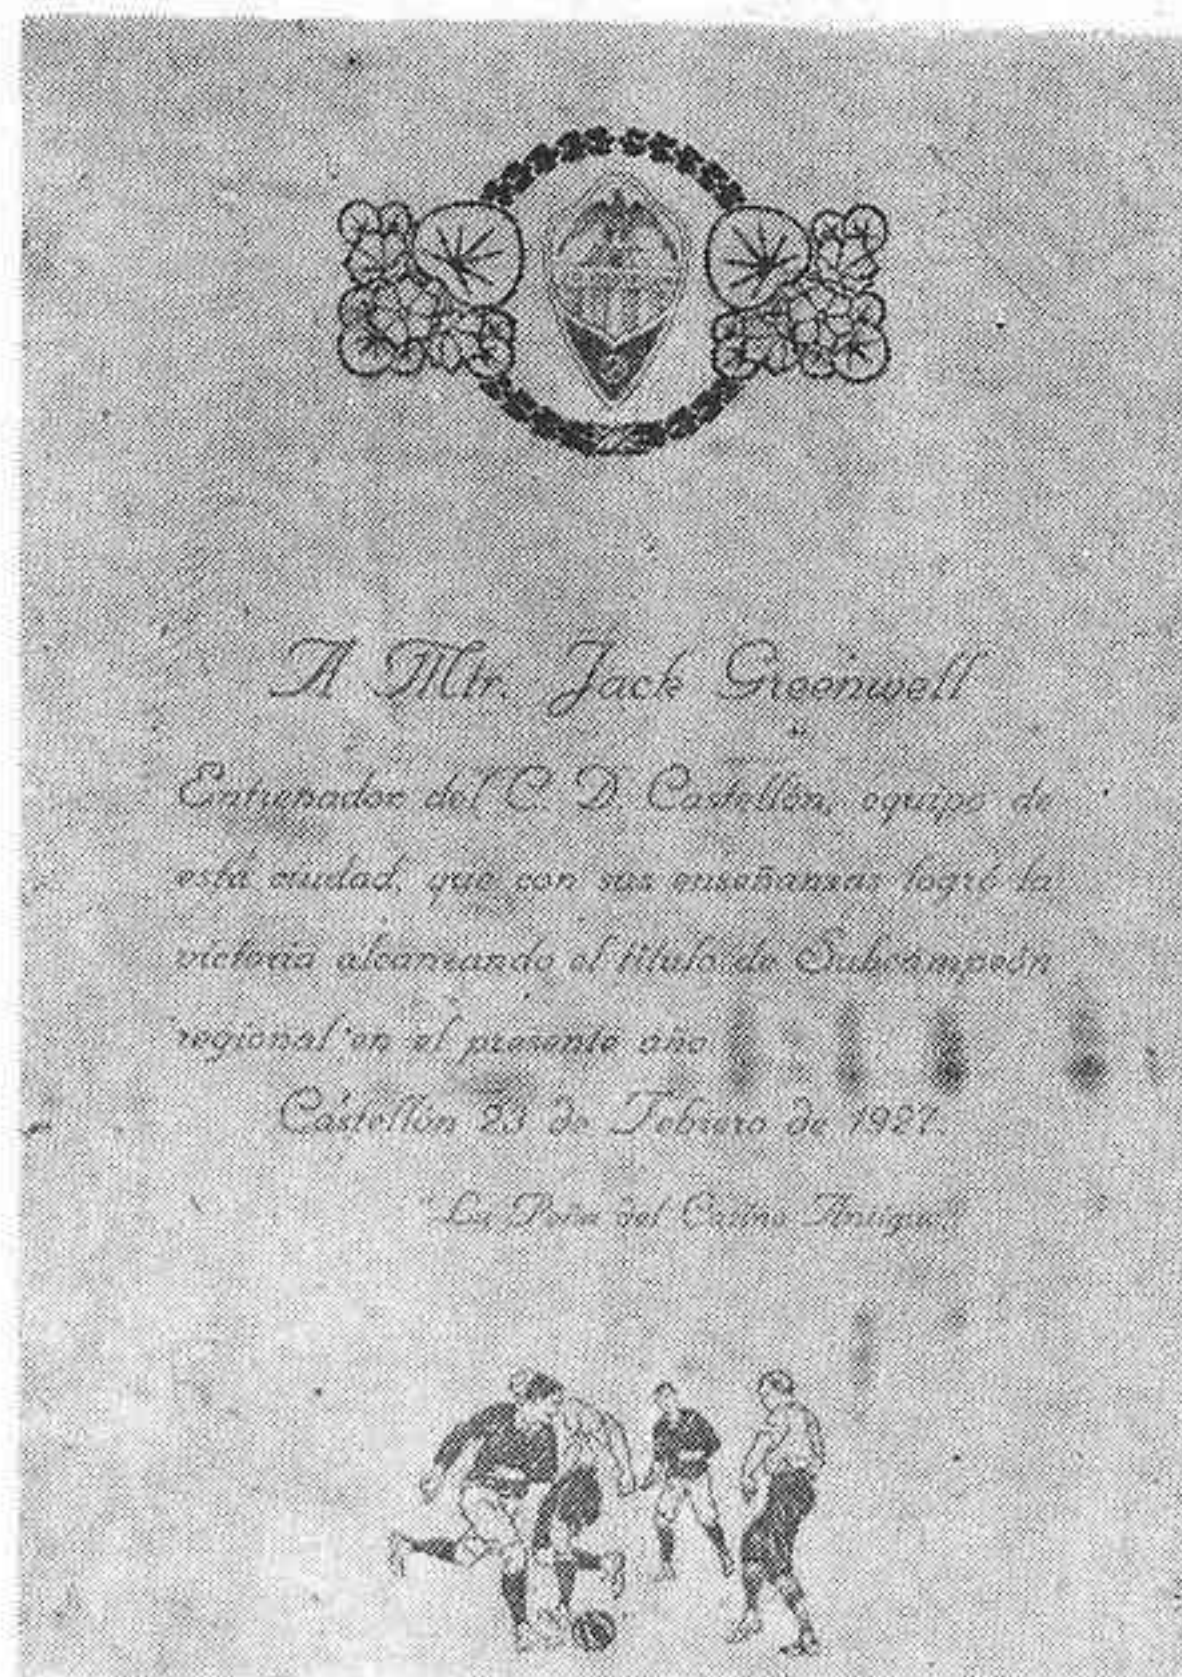 A Mtr. Jack Greenwell
Entrenador del C. D. Castellón, equipo de
esta ciudad, que con sus enseñanzas logró la
victoria alcanzando el título de Subcampeón
regional en el presente año
Castellón 23 de Febrero de 1927.
"La Peña del Casino Antiguo"